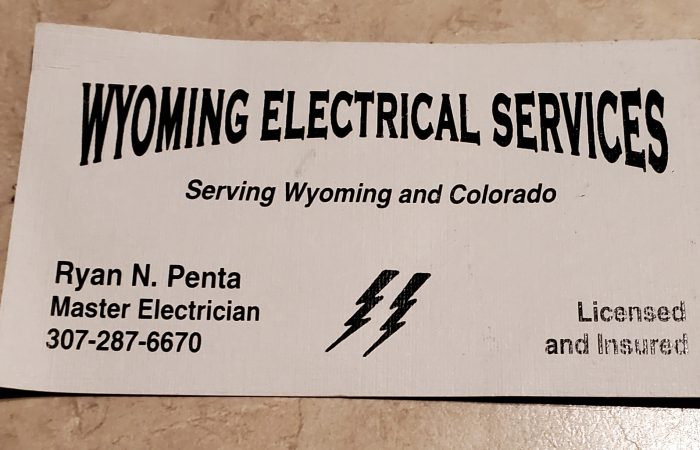 WYOMING ELECTRICAL SERVICES
Serving Wyoming and Colorado
Ryan N. Penta
Master Electrician
307-287-6670
Licensed
and Insured